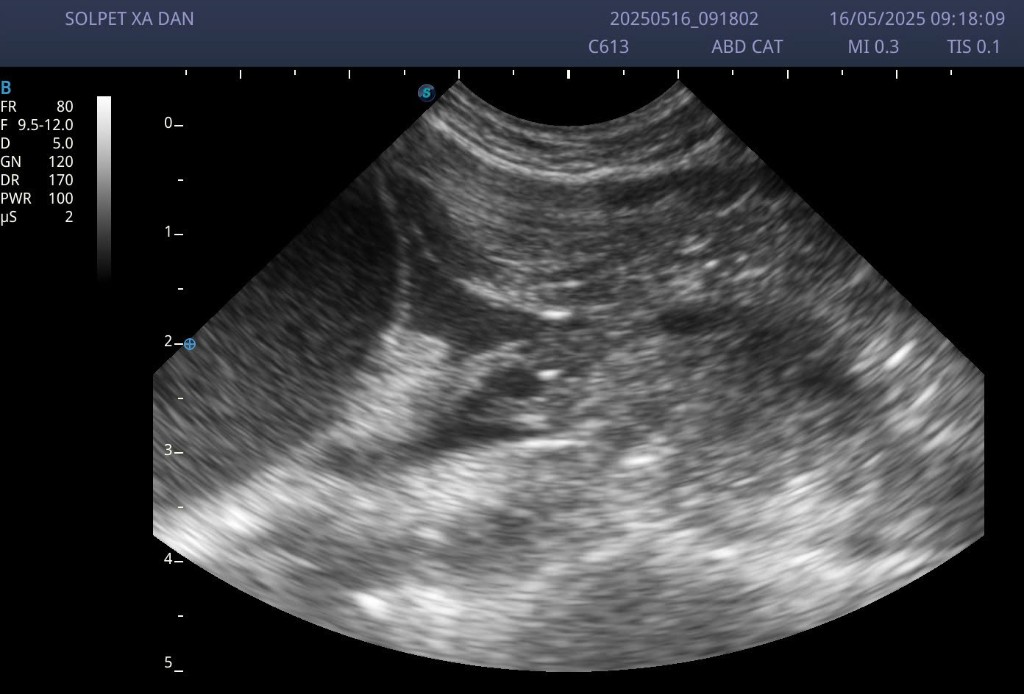 SOLPET XA DAN 20250516_091802 16/05/2025 09:18:09
C613 ABD CAT MI 0.3 TIS 0.1
B
FR 80
F 9.5-12.0
D 5.0
GN 120
DR 170
PWR 100
µS 2
S
0
1
2
3
4
5